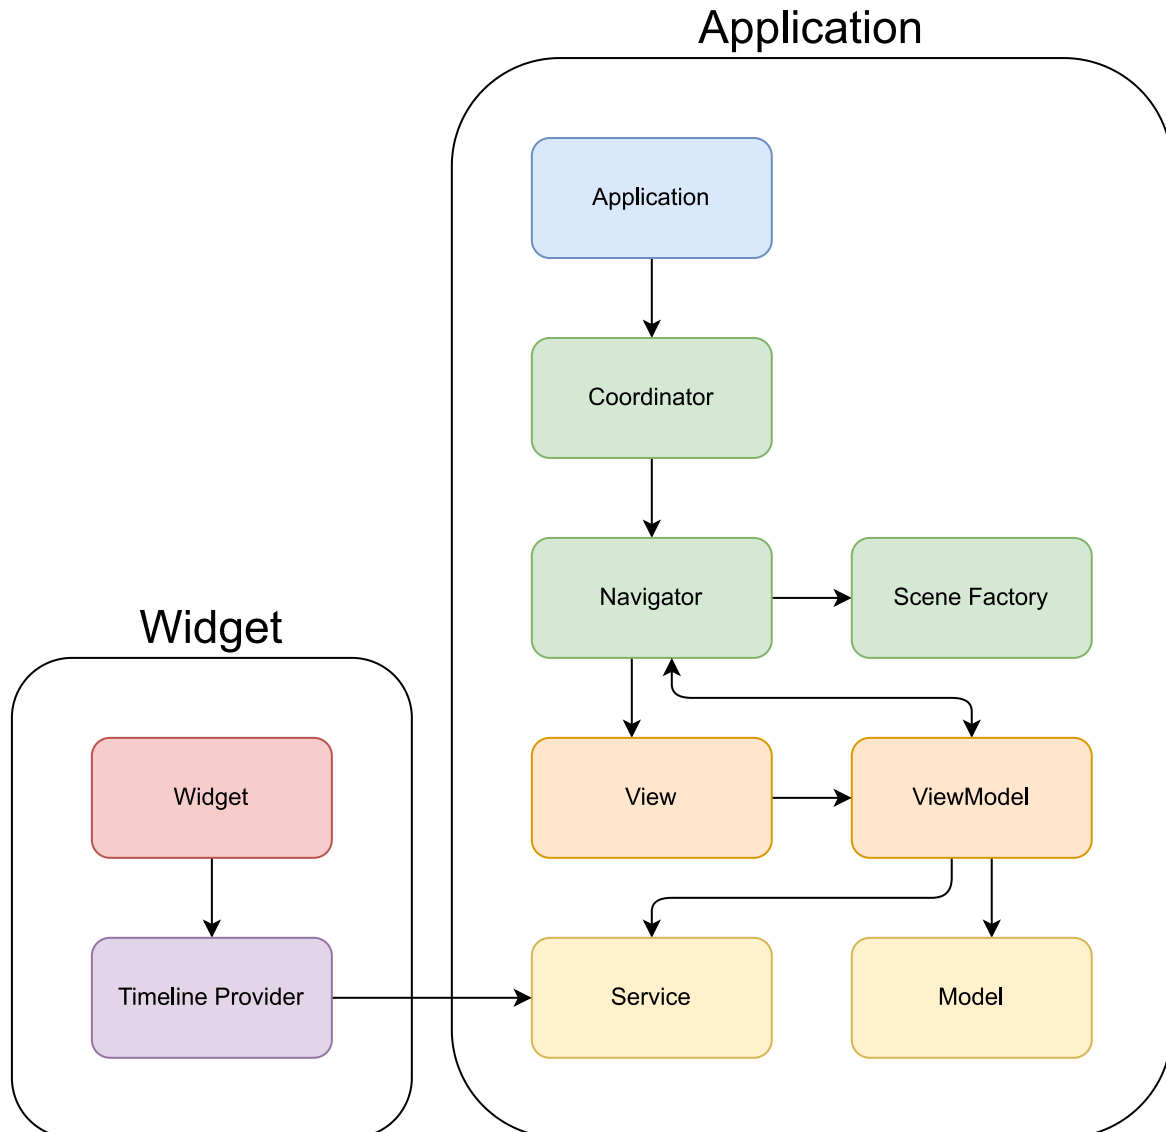 Application
Application
Coordinator
Navigator
Scene Factory
Widget
Widget
View
ViewModel
Timeline Provider
Service
Model